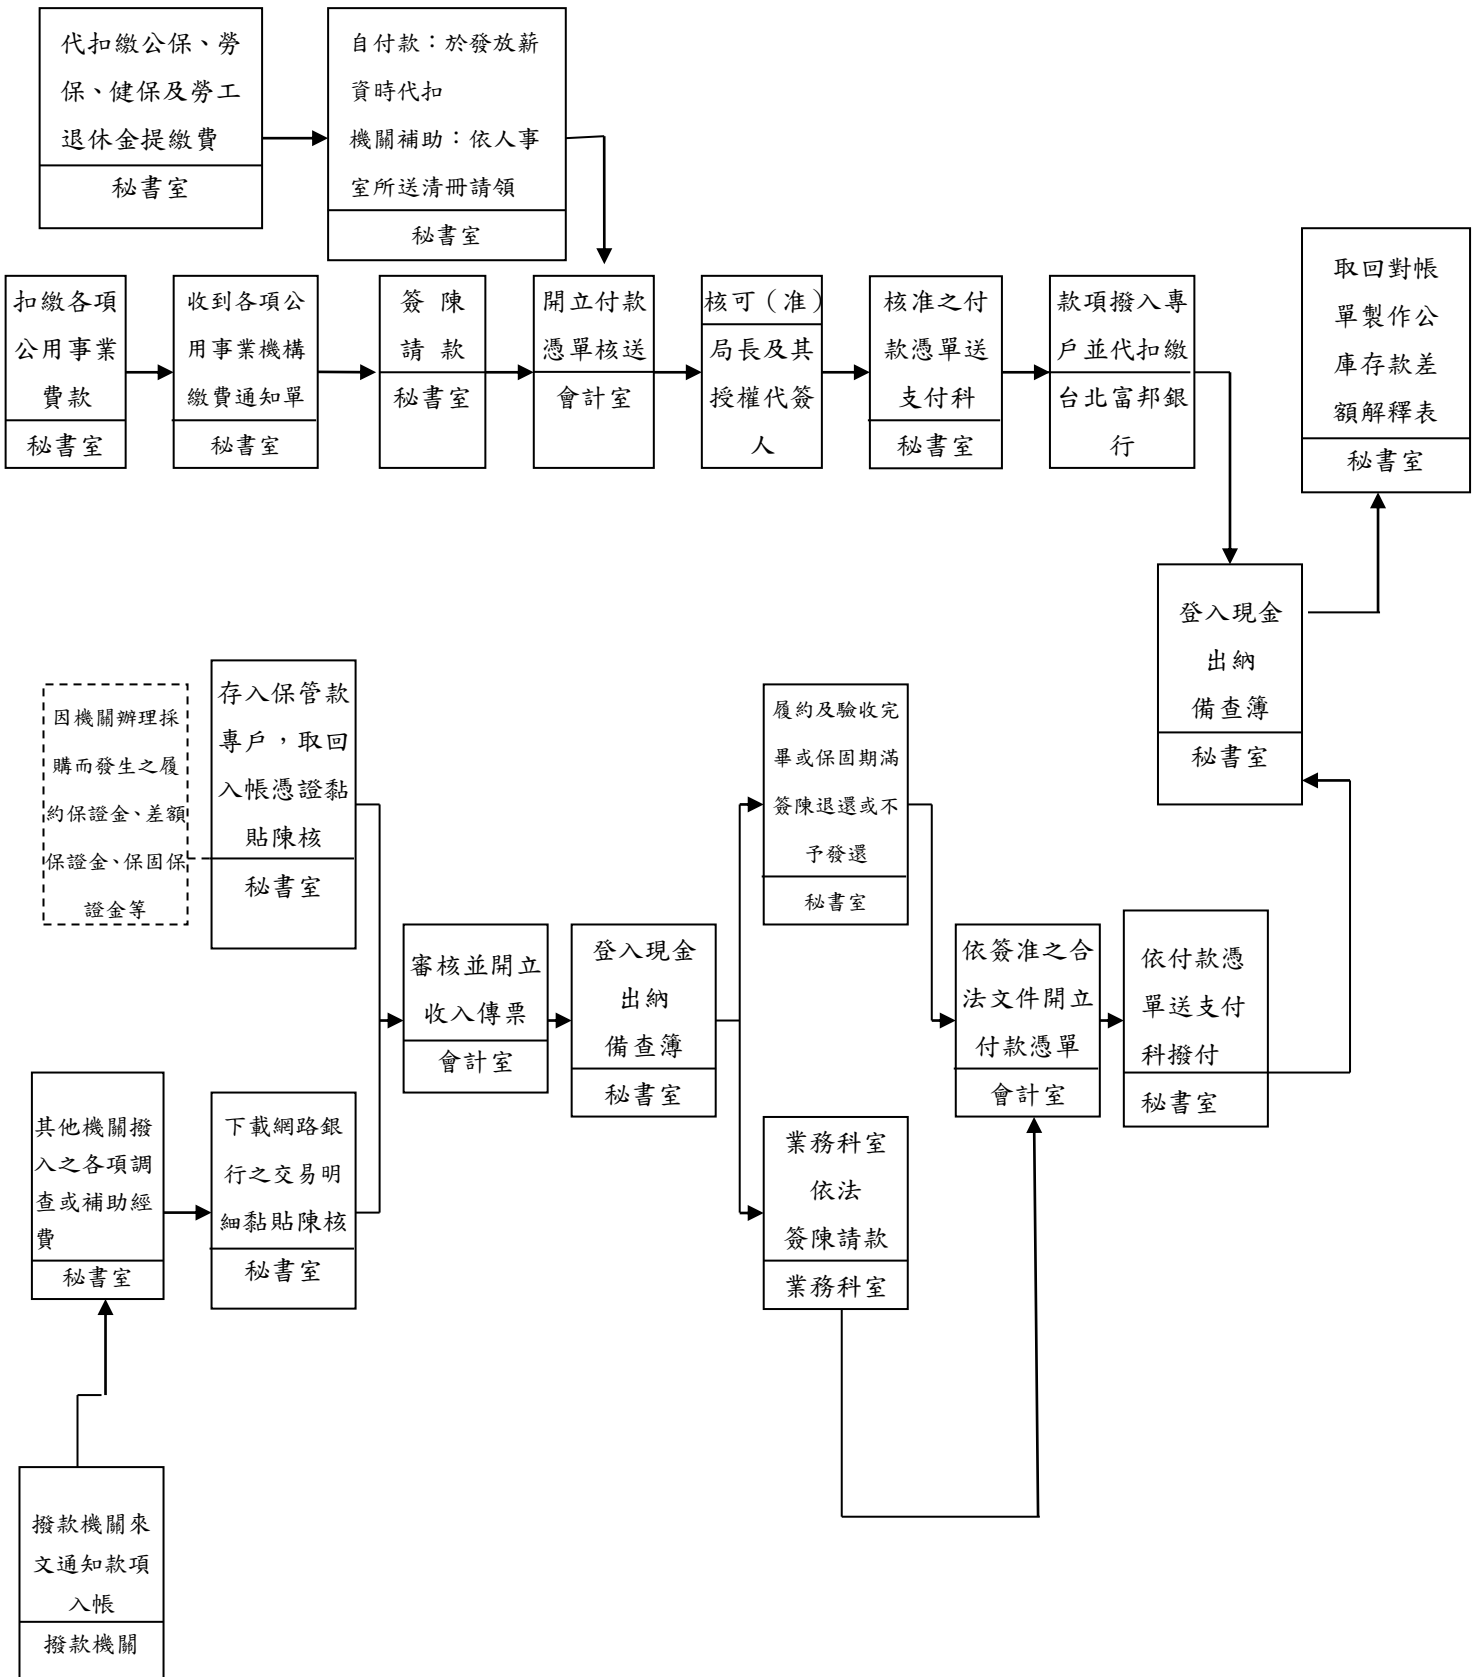 代扣繳公保、勞
保、健保及勞工
退休金提繳費
秘書室
自付款：於發放薪
資時代扣
機關補助：依人事
室所送清冊請領
秘書室
扣繳各項
公用事業
費款
秘書室
收到各項公
用事業機構
繳費通知單
秘書室
簽 陳
請 款
秘書室
開立付款
憑單核送
會計室
核可（准）
局長及其
授權代簽
人
核准之付
款憑單送
支付科
秘書室
款項撥入專
戶並代扣繳
台北富邦銀
行
取回對帳
單製作公
庫存款差
額解釋表
秘書室
登入現金
出納
備查簿
秘書室
因機關辦理採
購而發生之履
約保證金、差額
保證金、保固保
證金等
存入保管款
專戶，取回
入帳憑證黏
貼陳核
秘書室
審核並開立
收入傳票
會計室
登入現金
出納
備查簿
秘書室
履約及驗收完
畢或保固期滿
簽陳退還或不
予發還
秘書室
依簽准之合
法文件開立
付款憑單
會計室
依付款憑
單送支付
科撥付
秘書室
其他機關撥
入之各項調
查或補助經
費
秘書室
下載網路銀
行之交易明
細黏貼陳核
秘書室
業務科室
依法
簽陳請款
業務科室
撥款機關來
文通知款項
入帳
撥款機關